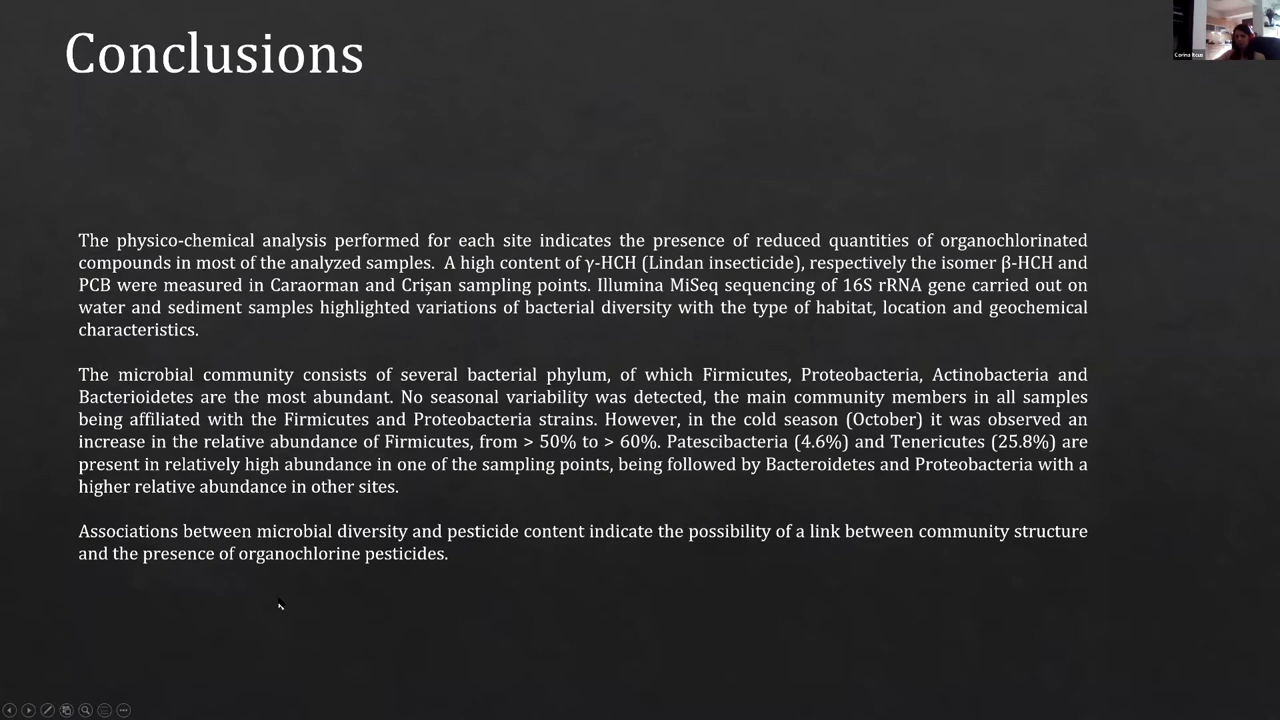 Conclusions
Corina Itcus
The physico-chemical analysis performed for each site indicates the presence of reduced quantities of organochlorinated
compounds in most of the analyzed samples. A high content of γ-HCH (Lindan insecticide), respectively the isomer β-HCH and
PCB were measured in Caraorman and Crișan sampling points. Illumina MiSeq sequencing of 16S rRNA gene carried out on
water and sediment samples highlighted variations of bacterial diversity with the type of habitat, location and geochemical
characteristics.
The microbial community consists of several bacterial phylum, of which Firmicutes, Proteobacteria, Actinobacteria and
Bacterioidetes are the most abundant. No seasonal variability was detected, the main community members in all samples
being affiliated with the Firmicutes and Proteobacteria strains. However, in the cold season (October) it was observed an
increase in the relative abundance of Firmicutes, from > 50% to > 60%. Patescibacteria (4.6%) and Tenericutes (25.8%) are
present in relatively high abundance in one of the sampling points, being followed by Bacteroidetes and Proteobacteria with a
higher relative abundance in other sites.
Associations between microbial diversity and pesticide content indicate the possibility of a link between community structure
and the presence of organochlorine pesticides.